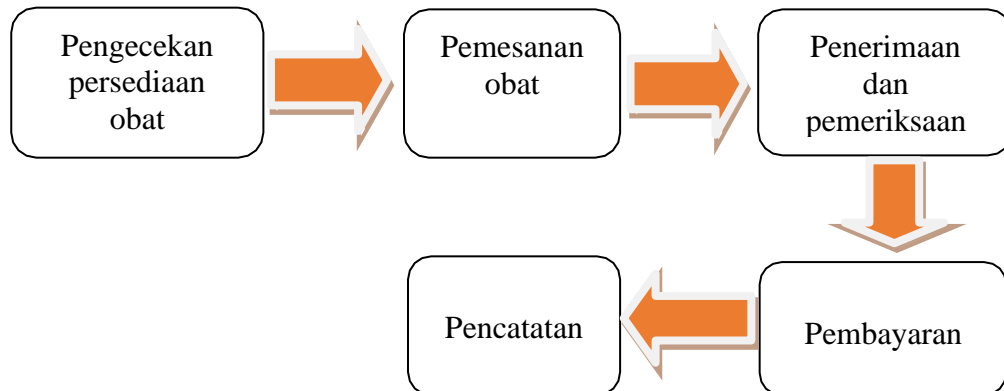 Pengecekan
persediaan
obat
Pemesanan
obat
Penerimaan
dan
pemeriksaan
Pembayaran
Pencatatan